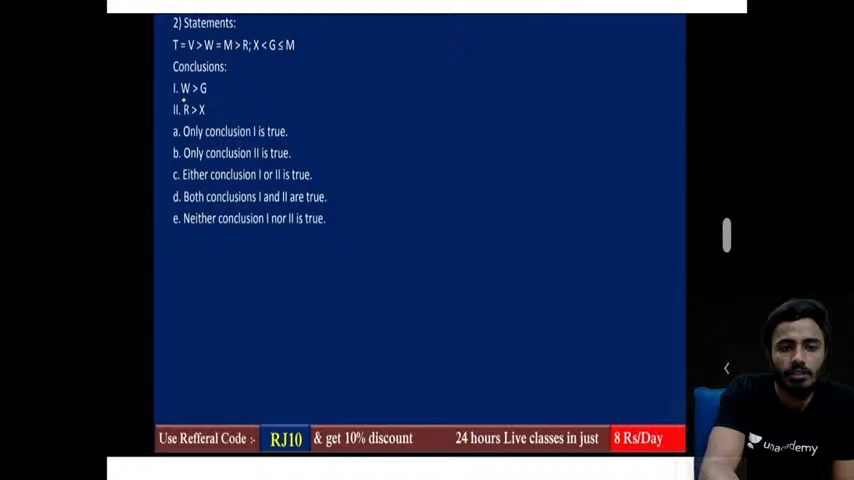 2) Statements:
T = V > W = M > R; X < G ≤ M
Conclusions:
I. W > G
II. R > X
a. Only conclusion I is true.
b. Only conclusion II is true.
c. Either conclusion I or II is true.
d. Both conclusions I and II are true.
e. Neither conclusion I nor II is true.
unacademy
Use Refferal Code :- RJ10 & get 10% discount 24 hours Live classes in just 8 Rs/Day